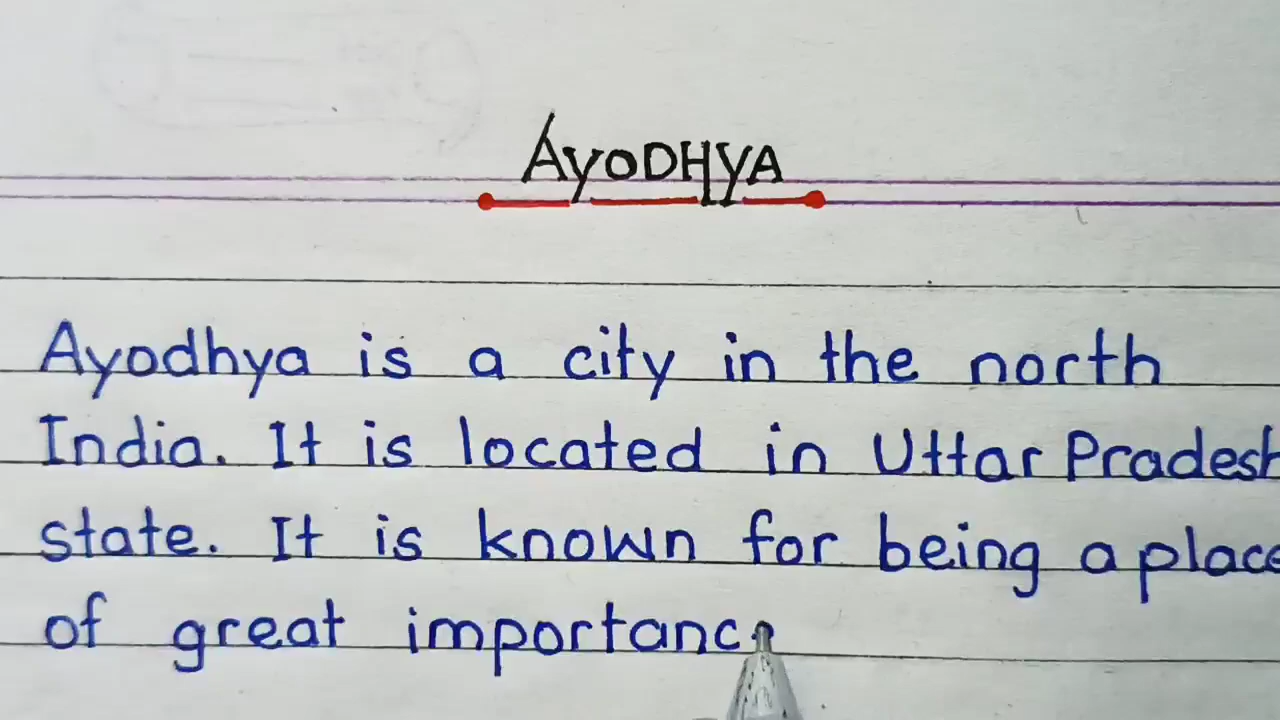 AYODHYA
Ayodhya is a city in the north
India. It is located in Uttar Pradesh
state. It is known for being a place
of great importanc